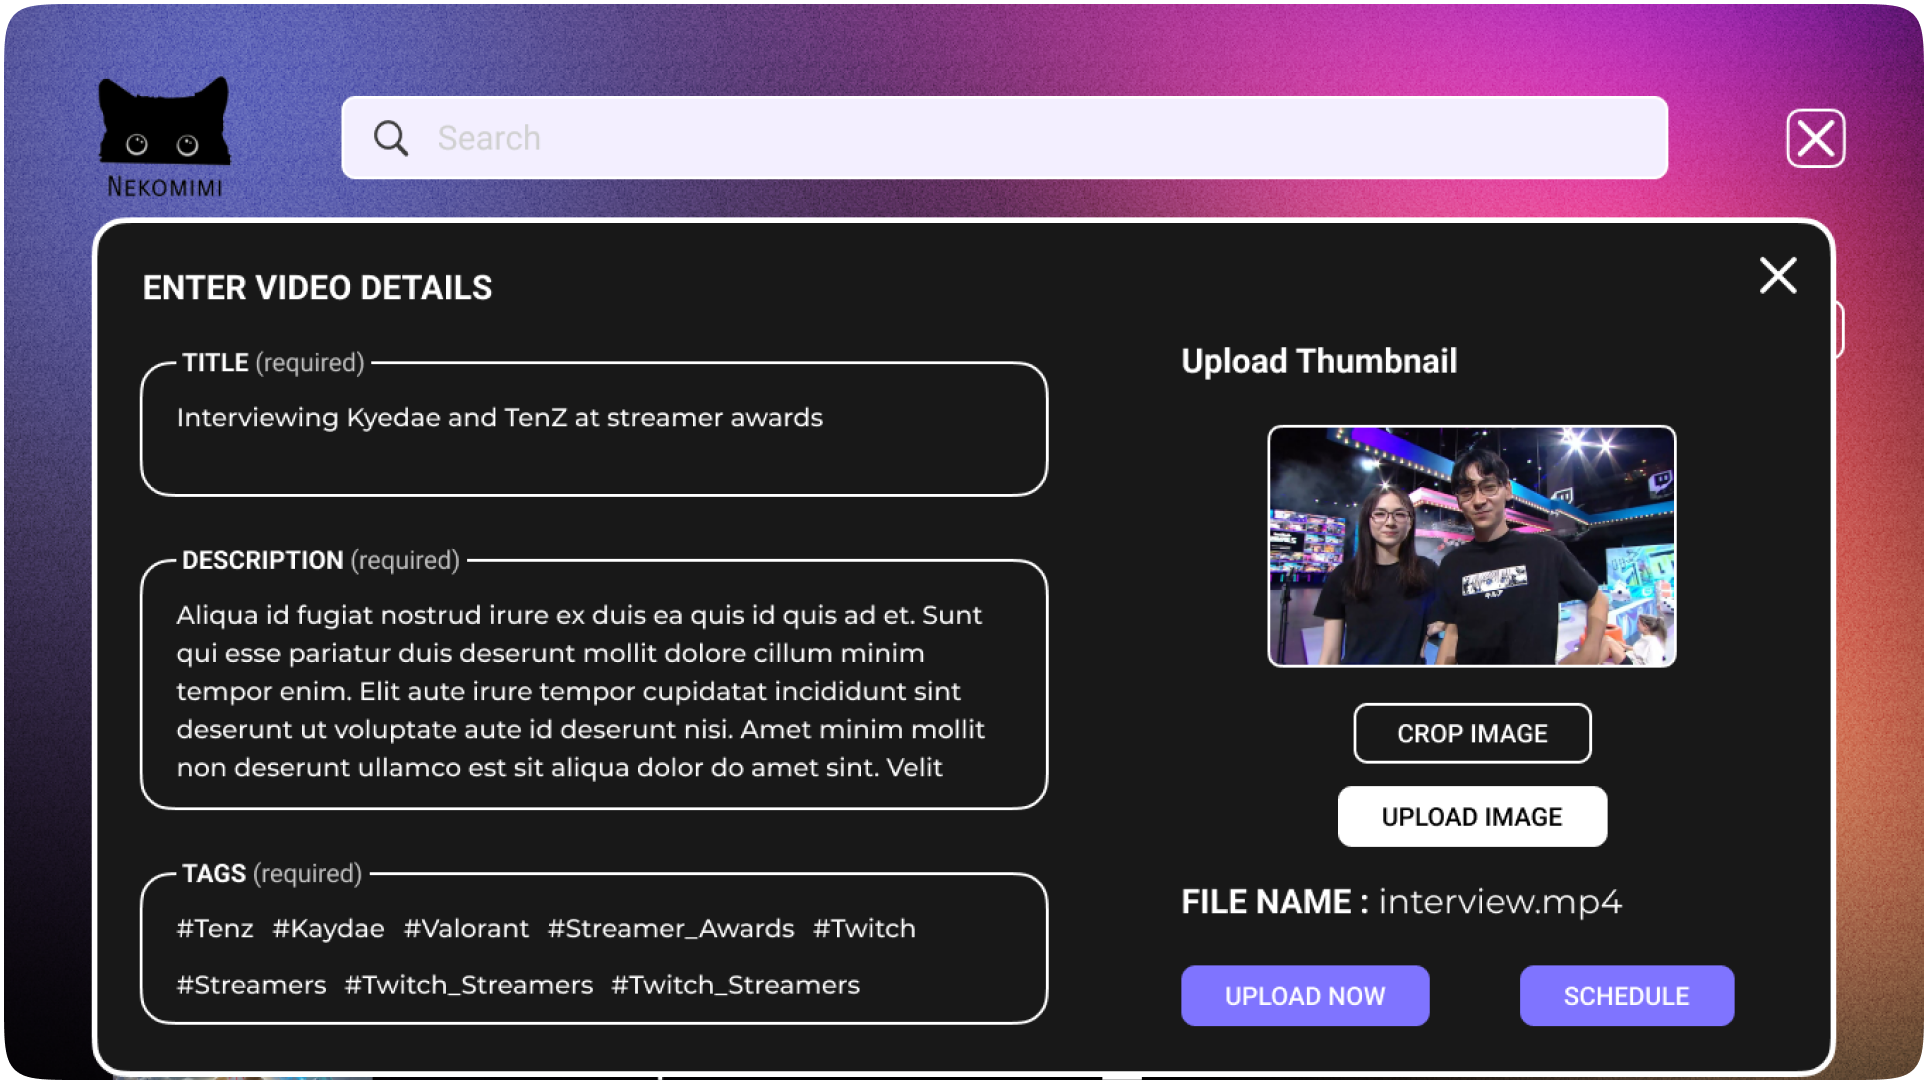 NEKOMIMI
Search
ENTER VIDEO DETAILS
TITLE (required)
Interviewing Kyedae and TenZ at streamer awards
DESCRIPTION (required)
Aliqua id fugiat nostrud irure ex duis ea quis id quis ad et. Sunt
qui esse pariatur duis deserunt mollit dolore cillum minim
tempor enim. Elit aute irure tempor cupidatat incididunt sint
deserunt ut voluptate aute id deserunt nisi. Amet minim mollit
non deserunt ullamco est sit aliqua dolor do amet sint. Velit
TAGS (required)
#Tenz #Kaydae #Valorant #Streamer_Awards #Twitch
#Streamers #Twitch_Streamers #Twitch_Streamers
Upload Thumbnail
CROP IMAGE
UPLOAD IMAGE
FILE NAME : interview.mp4
UPLOAD NOW
SCHEDULE